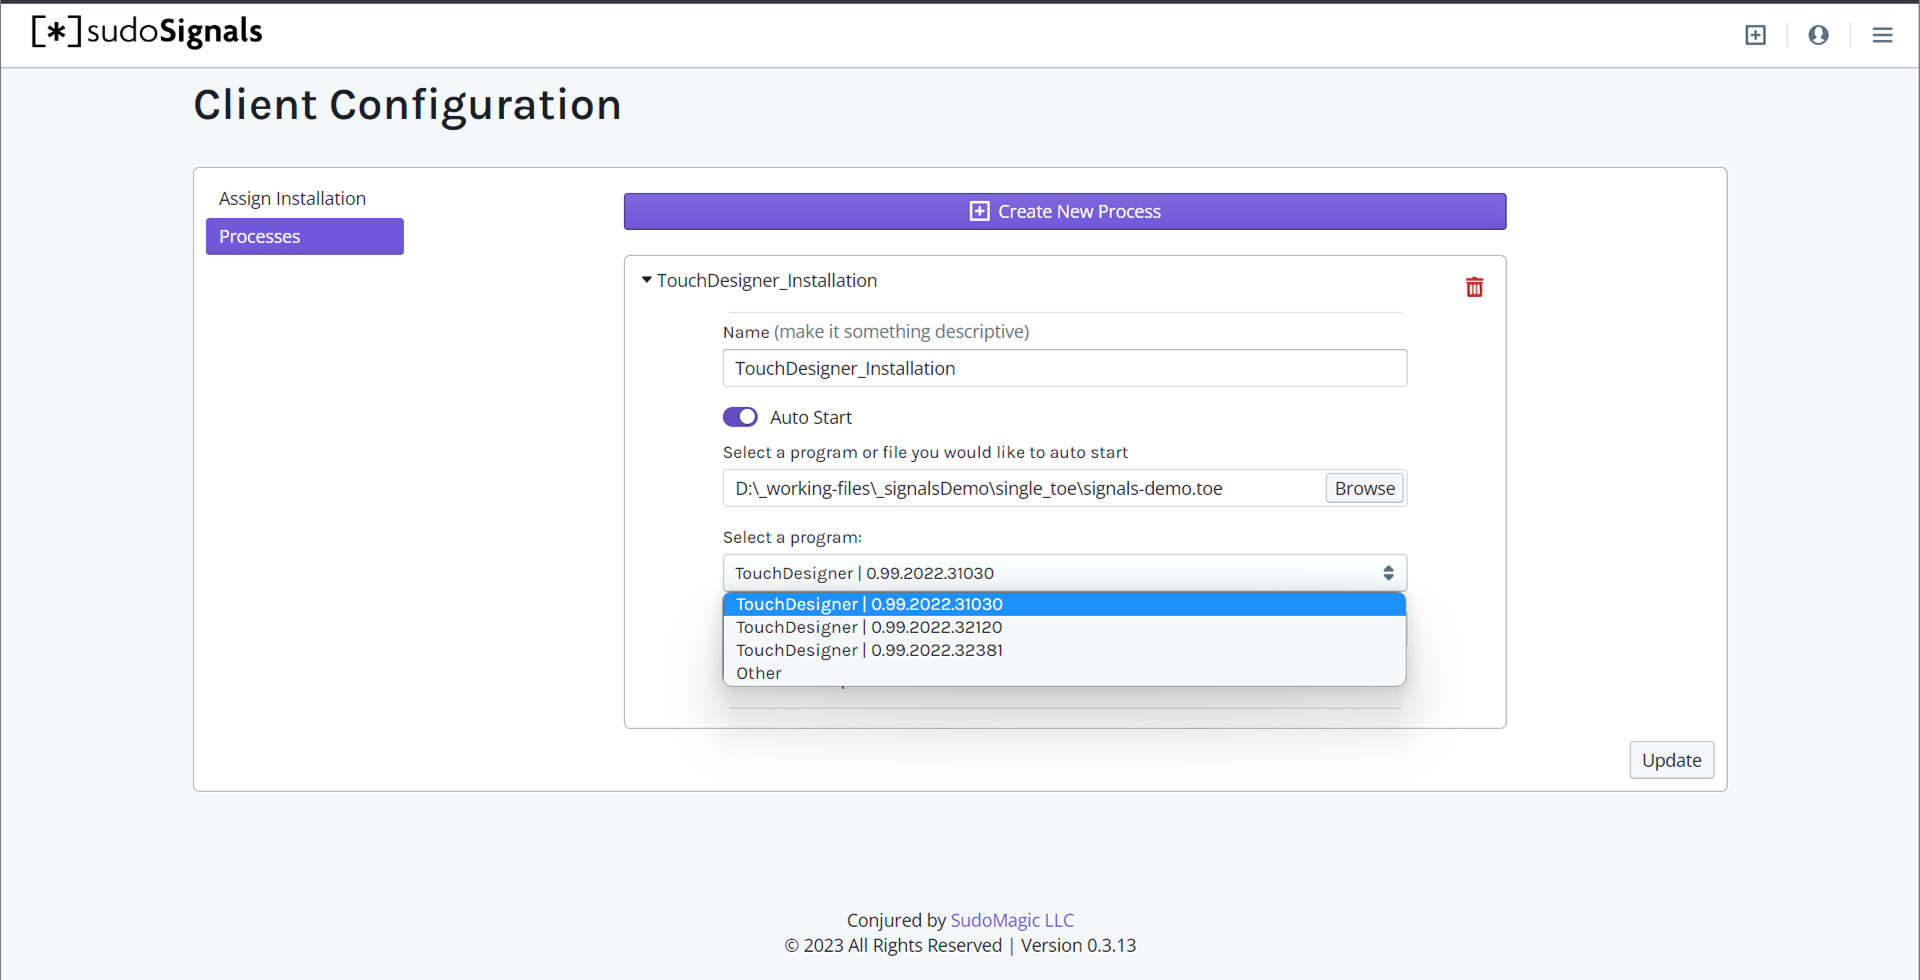 [*]sudoSignals
Client Configuration
Assign Installation
Processes
Create New Process
TouchDesigner_Installation
Name (make it something descriptive)
TouchDesigner_Installation
Auto Start
Select a program or file you would like to auto start
D:\_working-files\_signalsDemo\single_toe\signals-demo.toe
Browse
Select a program:
TouchDesigner | 0.99.2022.31030
TouchDesigner | 0.99.2022.31030
TouchDesigner | 0.99.2022.32120
TouchDesigner | 0.99.2022.32381
Other
Update
Conjured by SudoMagic LLC
© 2023 All Rights Reserved | Version 0.3.13